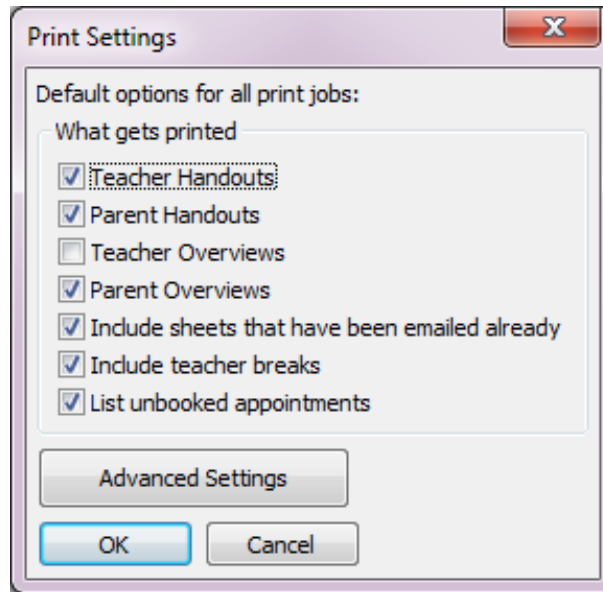 Print Settings
Default options for all print jobs:
What gets printed
Teacher Handouts
Parent Handouts
Teacher Overviews
Parent Overviews
Include sheets that have been emailed already
Include teacher breaks
List unbooked appointments
Advanced Settings
OK
Cancel